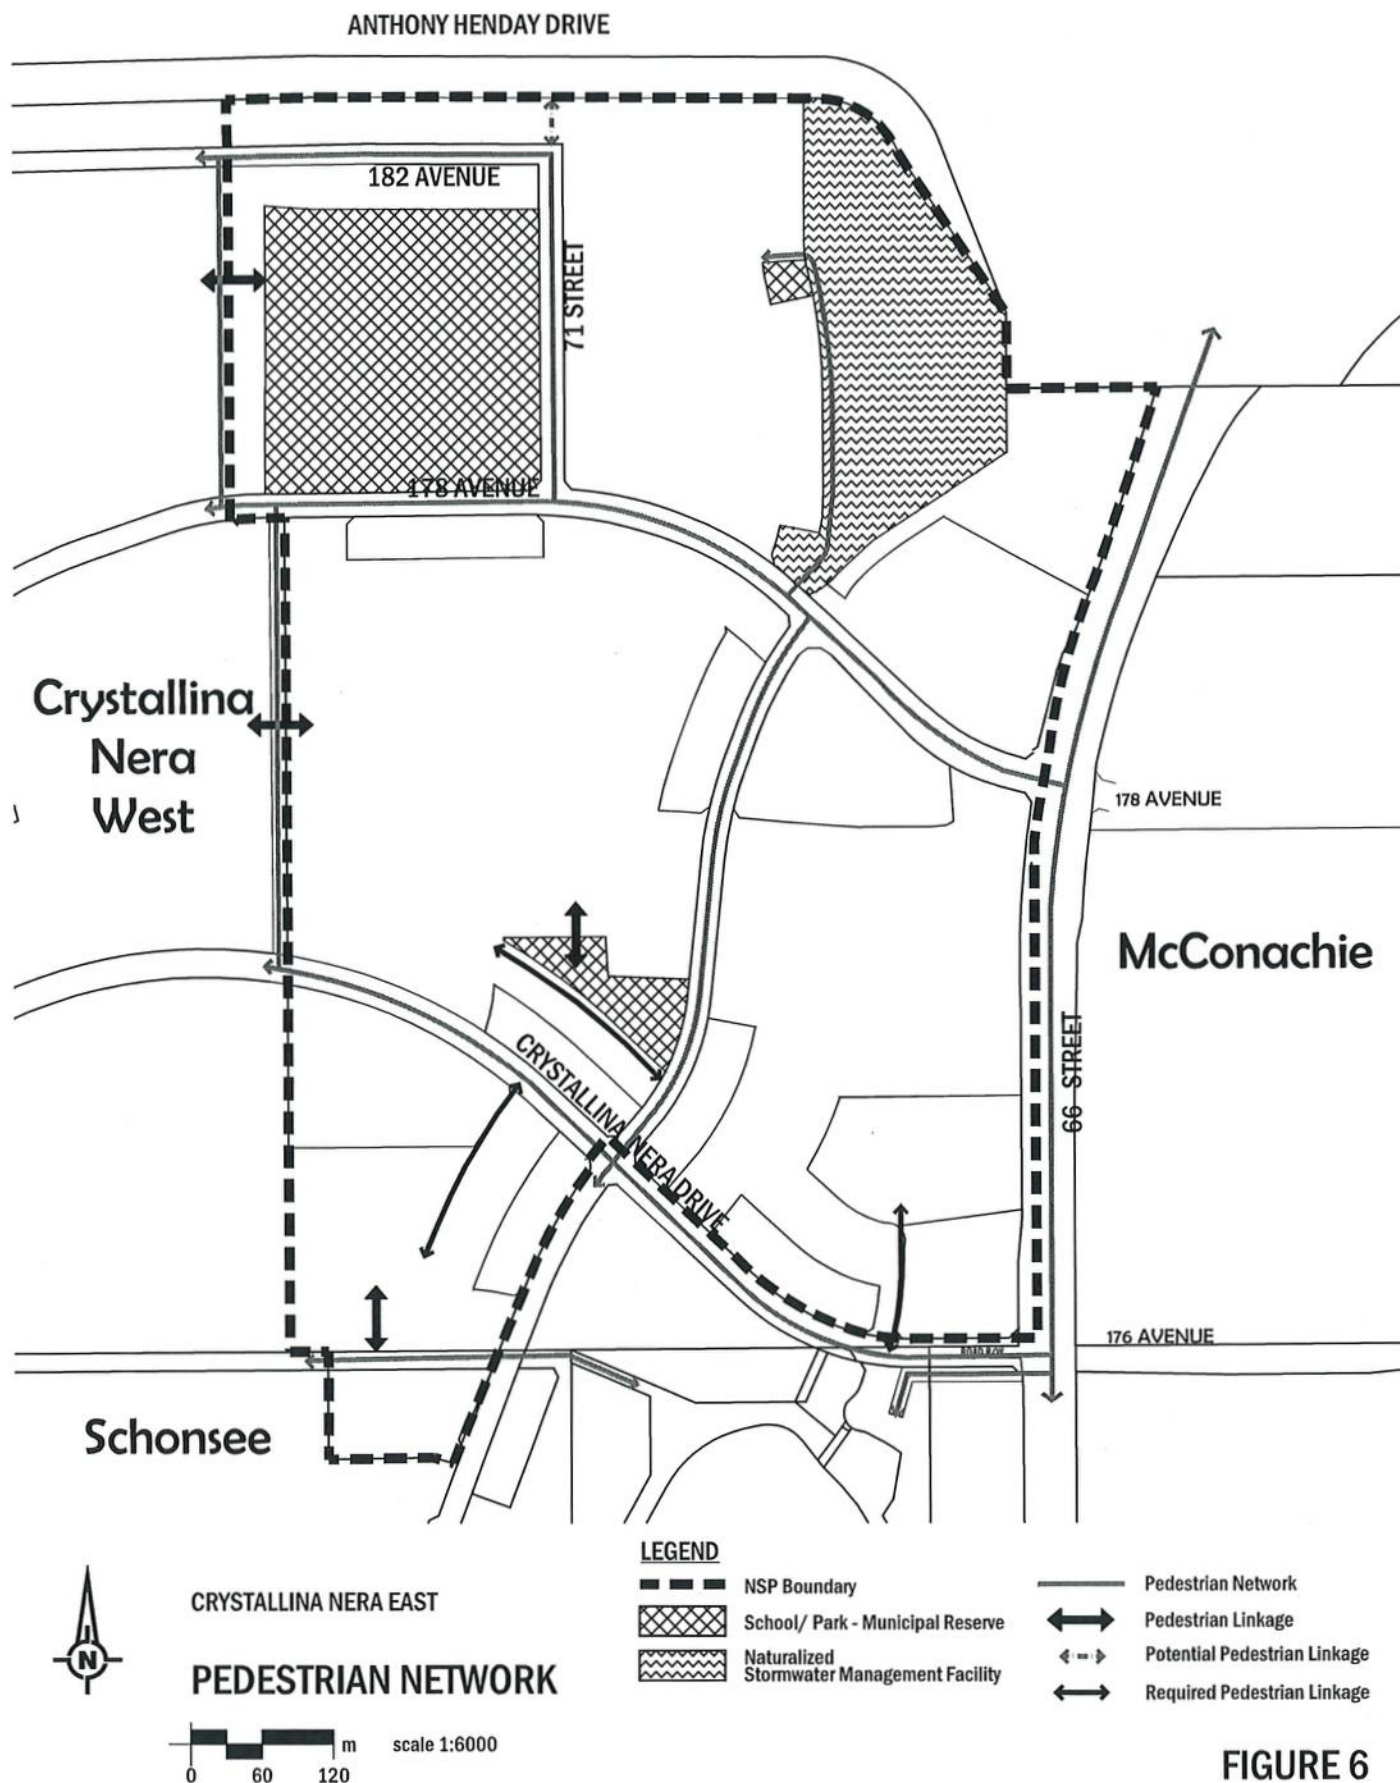 ANTHONY HENDAY DRIVE
182 AVENUE
71 STREET
178 AVENUE
Crystallina
Nera
West
178 AVENUE
McConachie
CRYSTALLINA NERA DRIVE
66 STREET
176 AVENUE
ROAD ROW
Schonsee
LEGEND
NSP Boundary
School/ Park - Municipal Reserve
Naturalized
Stormwater Management Facility
Pedestrian Network
Pedestrian Linkage
Potential Pedestrian Linkage
Required Pedestrian Linkage
N
CRYSTALLINA NERA EAST
PEDESTRIAN NETWORK
m scale 1:6000
0 60 120
FIGURE 6